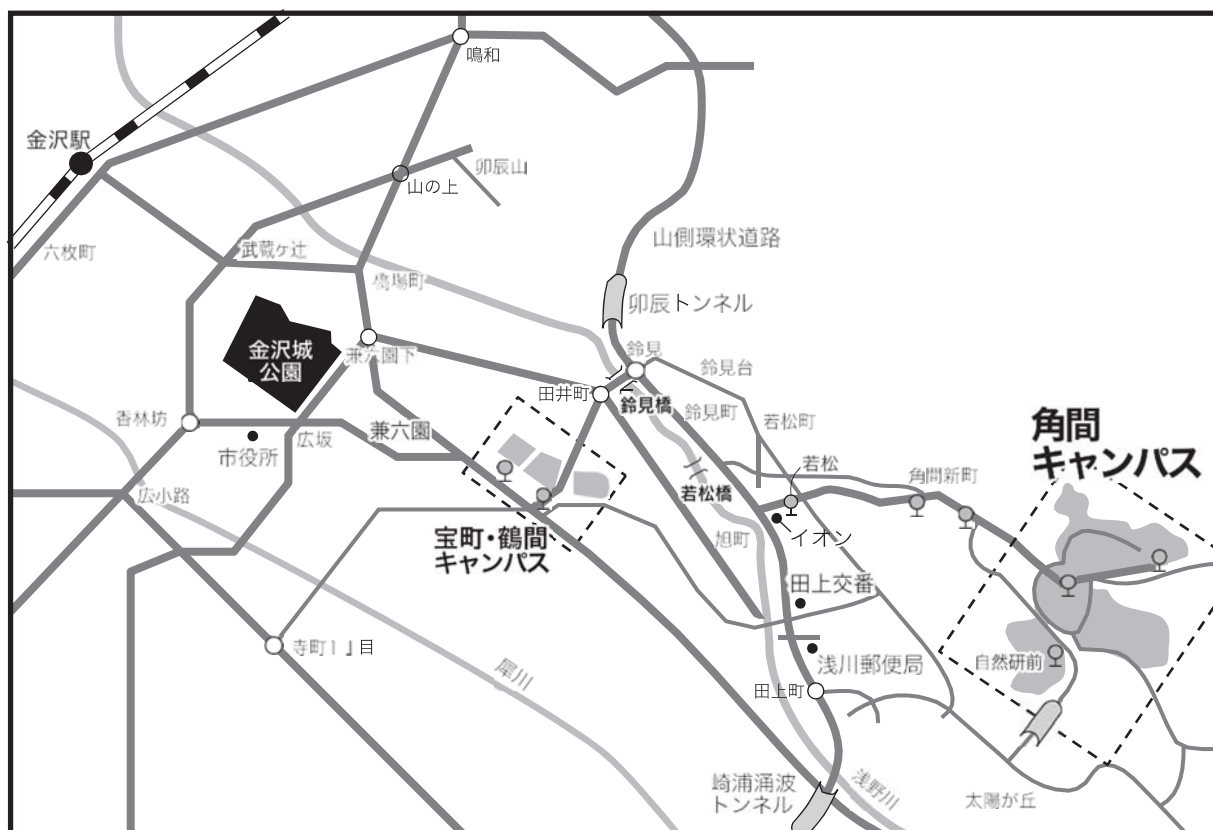 鳴和
金沢駅
卯辰山
山の上
六枚町
武蔵ヶ辻
山側環状道路
橋場町
卯辰トンネル
金沢城
公園
兼六園下
鈴見
鈴見台
田井町
鈴見橋
鈴見町
若松町
香林坊
市役所
広坂
兼六園
角間
キャンパス
若松
角間新町
広小路
若松橋
旭町
イオン
宝町・鶴間
キャンパス
田上交番
寺町1丁目
浅川郵便局
自然研前
犀川
田上町
崎浦涌波
トンネル
浅野川
太陽が丘